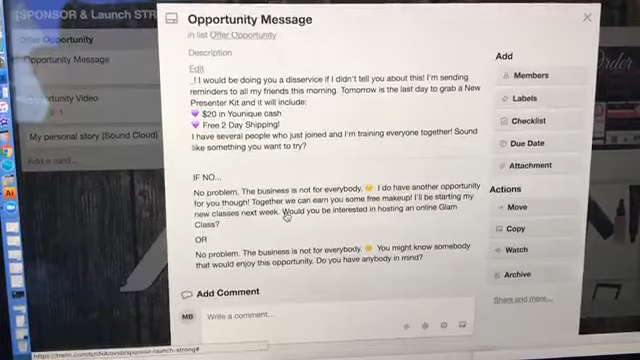 [SPONSOR & Launch STR
Offer Opportunity
Opportunity Message
Opportunity Video
1
My personal story (Sound Cloud)
Add a card...
Opportunity Message
in list Offer Opportunity
Description
Edit
_! I would be doing you a disservice if I didn't tell you about this! I'm sending
reminders to all my friends this morning. Tomorrow is the last day to grab a New
Presenter Kit and it will include:
💜 $20 in Younique cash
💜 Free 2 Day Shipping!
I have several people who just joined and I'm training everyone together! Sound
like something you want to try?
IF NO...
No problem. The business is not for everybody. I do have another opportunity
for you though! Together we can earn you some free makeup! I'll be starting my
new classes next week. Would you be interested in hosting an online Glam
Class?
OR
No problem. The business is not for everybody. You might know somebody
that would enjoy this opportunity. Do you have anybody in mind?
Add Comment
MB
Write a comment...
Add
Members
Labels
Checklist
Due Date
Attachment
Actions
Move
Copy
Watch
Archive
Share and more...
order
Ai